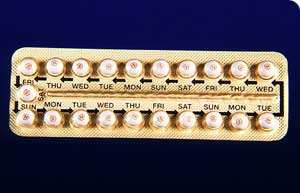 FRI THU WED TUE MON SUN SAT FRI THU WED
SAT
SUN MON TUE WED THU FRI SAT SUN MON TUE